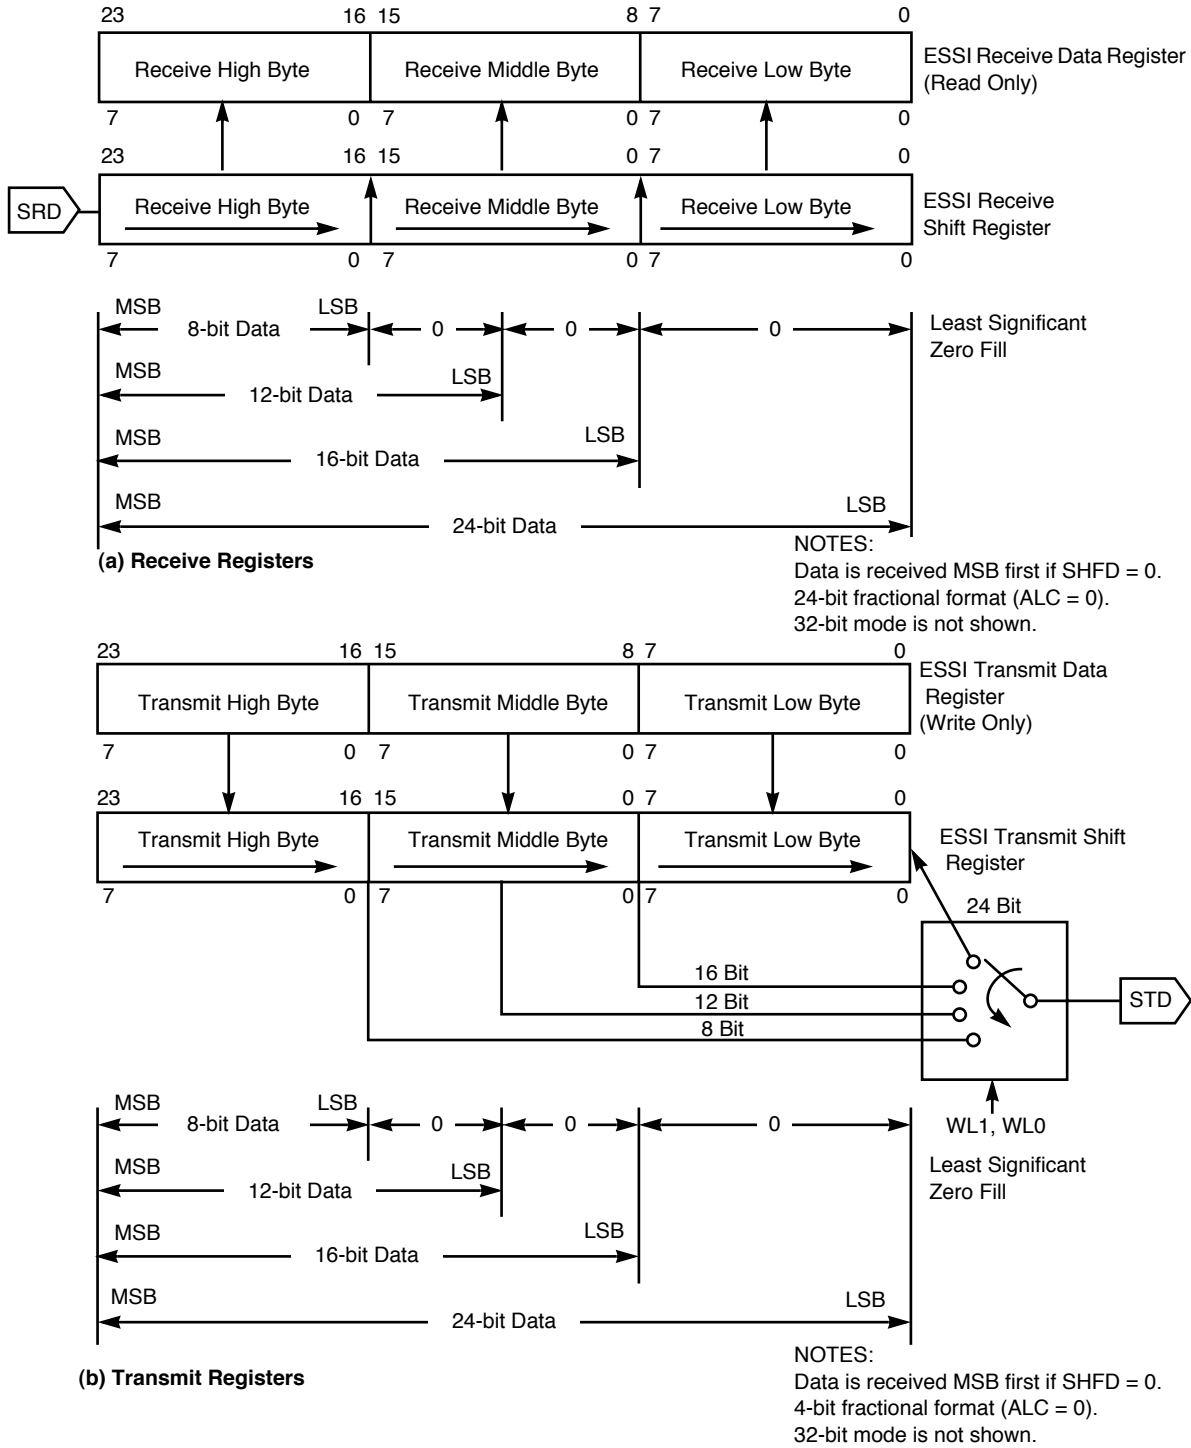 23 16 15 8 7 0
Receive High Byte Receive Middle Byte Receive Low Byte
ESSI Receive Data Register
(Read Only)
7 0 7 0 7 0
23 16 15 0 7 0
SRD
Receive High Byte Receive Middle Byte Receive Low Byte
ESSI Receive
Shift Register
7 0 7 0 7 0
MSB LSB
8-bit Data 0 0 0
Least Significant
Zero Fill
MSB LSB
12-bit Data
MSB LSB
16-bit Data
MSB LSB
24-bit Data
(a) Receive Registers
NOTES:
Data is received MSB first if SHFD = 0.
24-bit fractional format (ALC = 0).
32-bit mode is not shown.
23 16 15 8 7 0
Transmit High Byte Transmit Middle Byte Transmit Low Byte
ESSI Transmit Data
Register
(Write Only)
7 0 7 0 7 0
23 16 15 0 7 0
Transmit High Byte Transmit Middle Byte Transmit Low Byte
ESSI Transmit Shift
Register
7 0 7 0 7 0
24 Bit
16 Bit
12 Bit
8 Bit
STD
WL1, WL0
MSB LSB
8-bit Data 0 0 0
Least Significant
Zero Fill
MSB LSB
12-bit Data
MSB LSB
16-bit Data
MSB LSB
24-bit Data
(b) Transmit Registers
NOTES:
Data is received MSB first if SHFD = 0.
4-bit fractional format (ALC = 0).
32-bit mode is not shown.